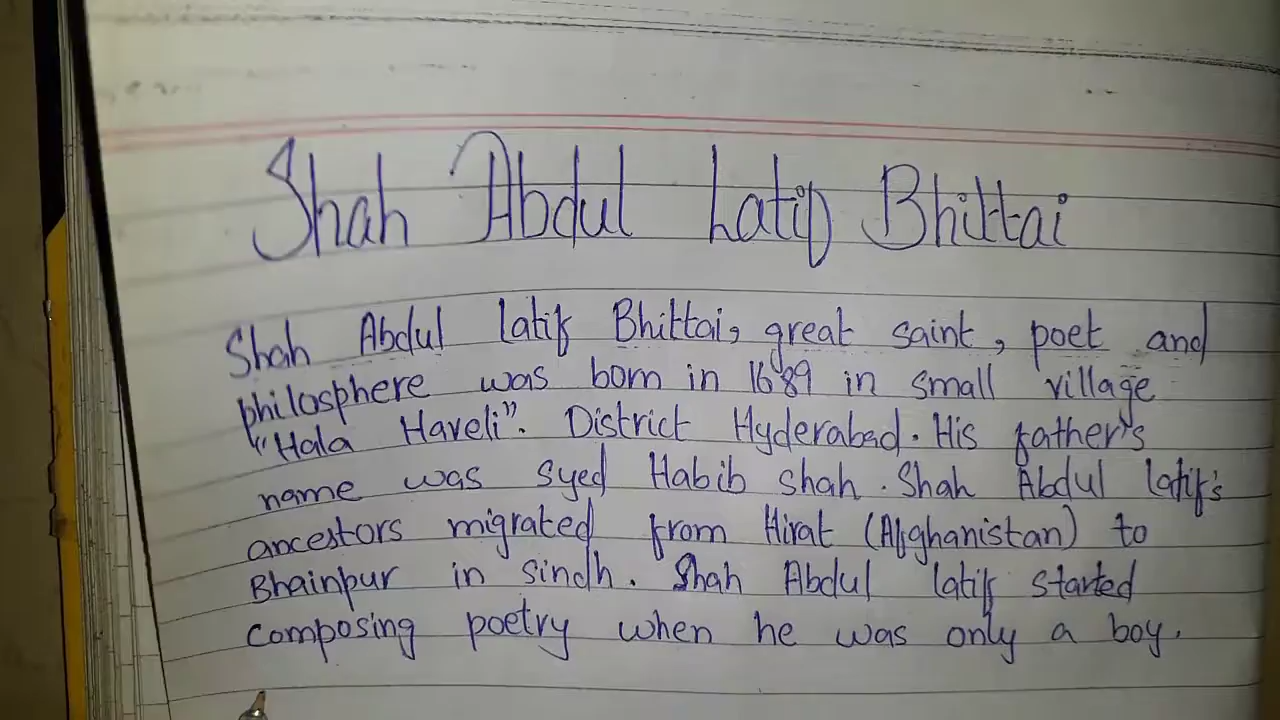 Shah Abdul Latif Bhittai
Shah Abdul latif Bhittai, great saint, poet and
philosphere was born in 1689 in small village
"Hala Haveli". District Hyderabad. His father's
name was syed Habib shah. Shah Abdul latif's
ancestors migrated from Hirat (Afghanistan) to
Bhainpur in sindh. Shah Abdul latif started
composing poetry when he was only a boy.